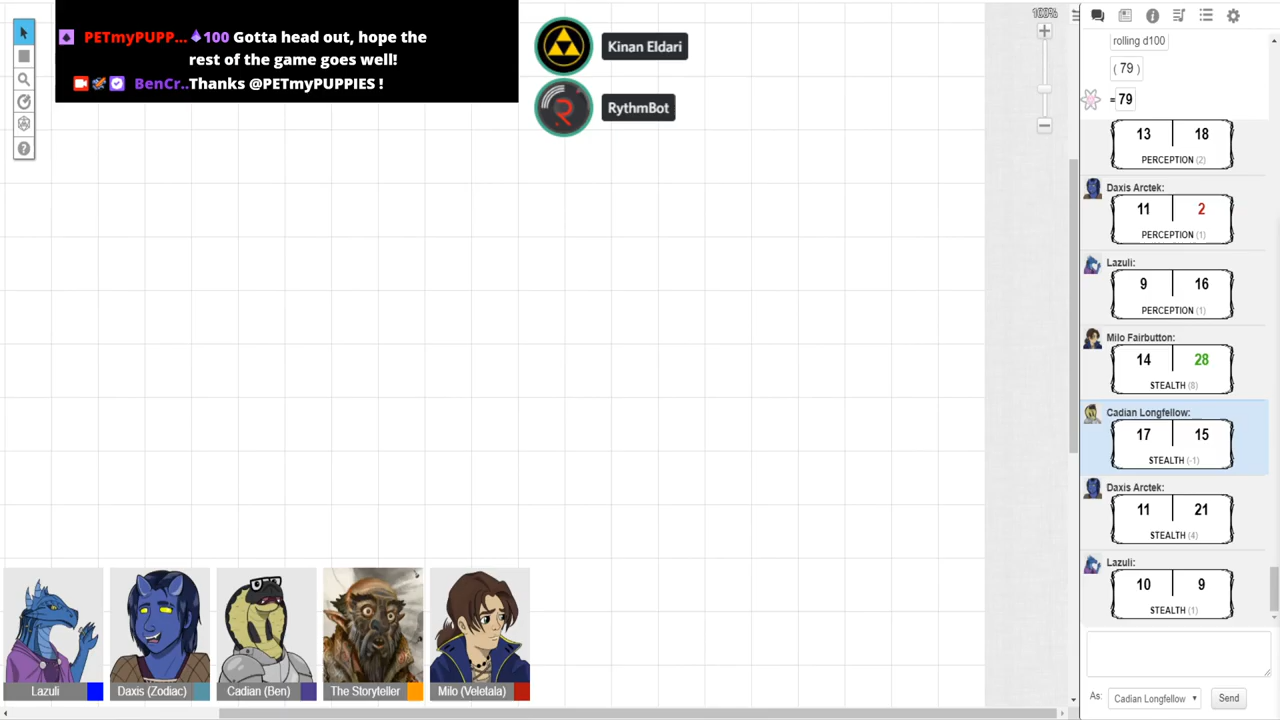 PETmyPUPP... 100 Gotta head out, hope the
rest of the game goes well!
BenCr..Thanks @PETmyPUPPIES !
Kinan Eldari
RythmBot
100%
rolling d100
( 79 )
= 79
13 18
PERCEPTION (2)
Daxis Arctek:
11 2
PERCEPTION (1)
Lazuli:
9 16
PERCEPTION (1)
Milo Fairbutton:
14 28
STEALTH (8)
Cadian Longfellow:
17 15
STEALTH (-1)
Daxis Arctek:
11 21
STEALTH (4)
Lazuli:
10 9
STEALTH (1)
As: Cadian Longfellow Send
Lazuli
Daxis (Zodiac)
Cadian (Ben)
The Storyteller
Milo (Veletala)